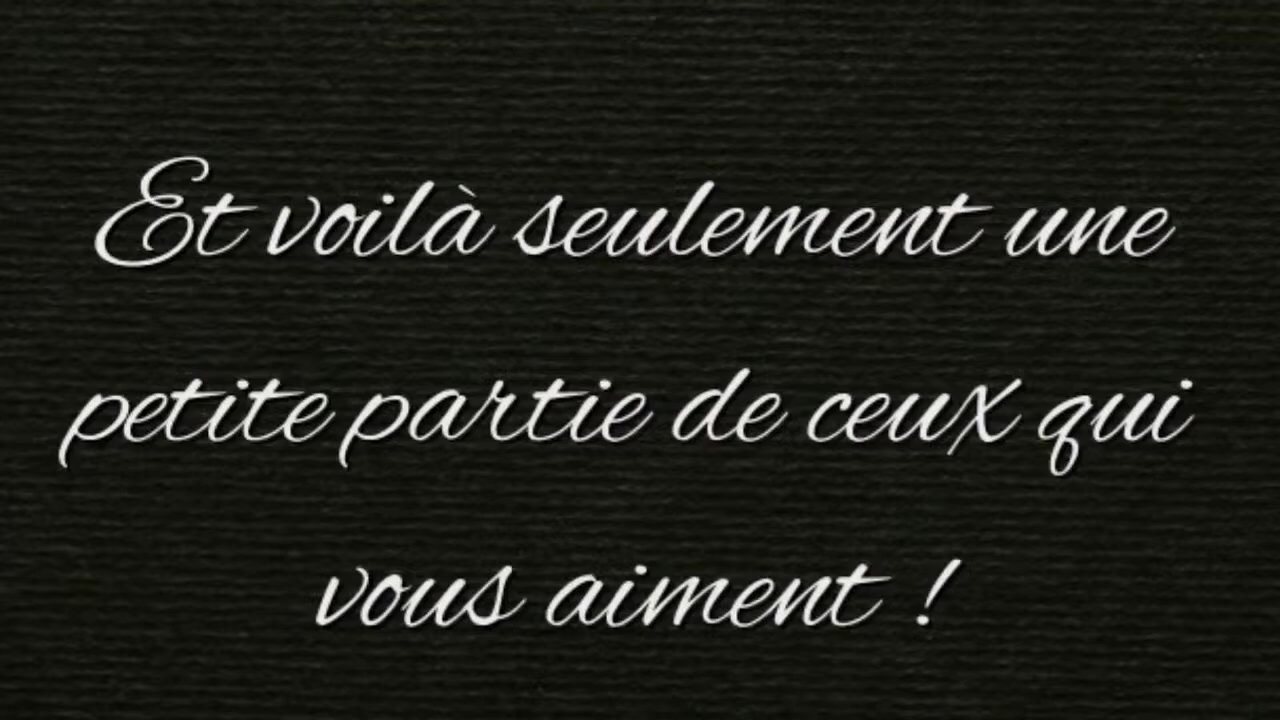 Et voilà seulement une
petite partie de ceux qui
vous aiment !